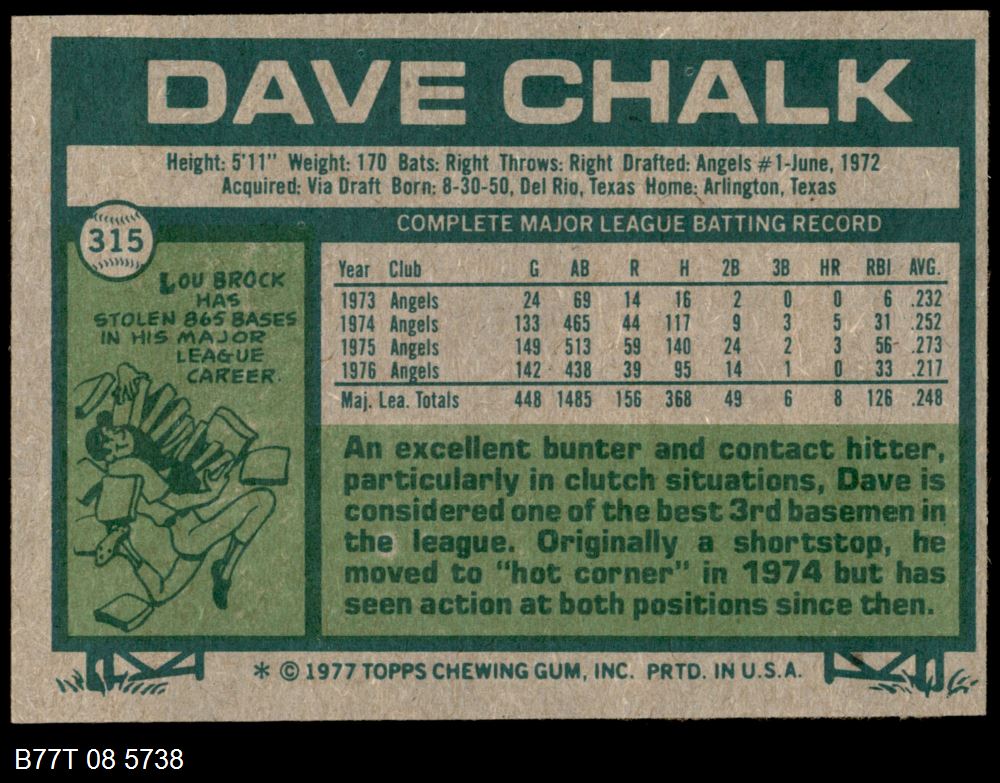 DAVE CHALK
Height: 5'11" Weight: 170 Bats: Right Throws: Right Drafted: Angels #1-June, 1972
Acquired: Via Draft Born: 8-30-50, Del Rio, Texas Home: Arlington, Texas
315
LOU BROCK
HAS
STOLEN 865 BASES
IN HIS MAJOR
LEAGUE
CAREER.
COMPLETE MAJOR LEAGUE BATTING RECORD
Year Club G AB R H 2B 3B HR RBI AVG.
1973 Angels 24 69 14 16 2 0 0 6 .232
1974 Angels 133 465 44 117 9 3 5 31 .252
1975 Angels 149 513 59 140 24 2 3 56 .273
1976 Angels 142 438 39 95 14 1 0 33 .217
Maj. Lea. Totals 448 1485 156 368 49 6 8 126 .248
An excellent bunter and contact hitter,
particularly in clutch situations, Dave is
considered one of the best 3rd basemen in
the league. Originally a shortstop, he
moved to "hot corner" in 1974 but has
seen action at both positions since then.
* © 1977 TOPPS CHEWING GUM, INC. PRTD. IN U.S.A.
B77T 08 5738